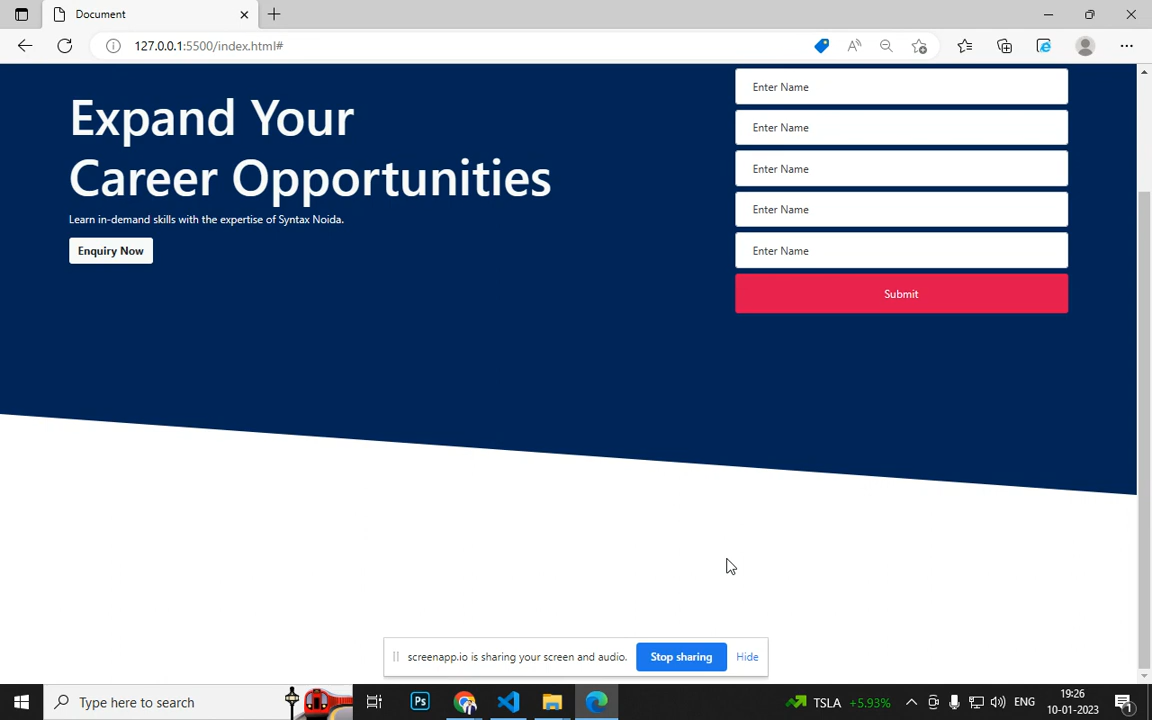 Document
127.0.0.1:5500/index.html#
Expand Your
Career Opportunities
Learn in-demand skills with the expertise of Syntax Noida.
Enquiry Now
Enter Name
Enter Name
Enter Name
Enter Name
Enter Name
Submit
screenapp.io is sharing your screen and audio.
Stop sharing
Hide
Type here to search
Ps
TSLA +5.93%
ENG
19:26
10-01-2023
1